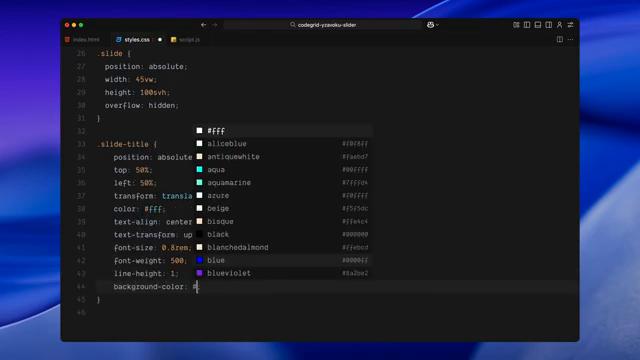 codegrid-yzavoku-slider
index.html
styles.css
script.js
26 .slide {
27 position: absolute;
28 width: 45vw;
29 height: 100svh;
30 overflow: hidden;
31 }
32
33 .slide-title {
34 position: absolute
35 top: 50%;
36 left: 50%;
37 transform: transla
38 color: #fff;
39 text-align: center
40 text-transform: up
41 font-size: 0.8rem;
42 font-weight: 500;
43 line-height: 1;
44 background-color: #;
45 }
46
#fff
aliceblue #f0f8ff
antiquewhite #faebd7
aqua #00ffff
aquamarine #7fffd4
azure #f0ffff
beige #f5f5dc
bisque #ffe4c4
black #000000
blanchedalmond #ffebcd
blue #0000ff
blueviolet #8a2be2